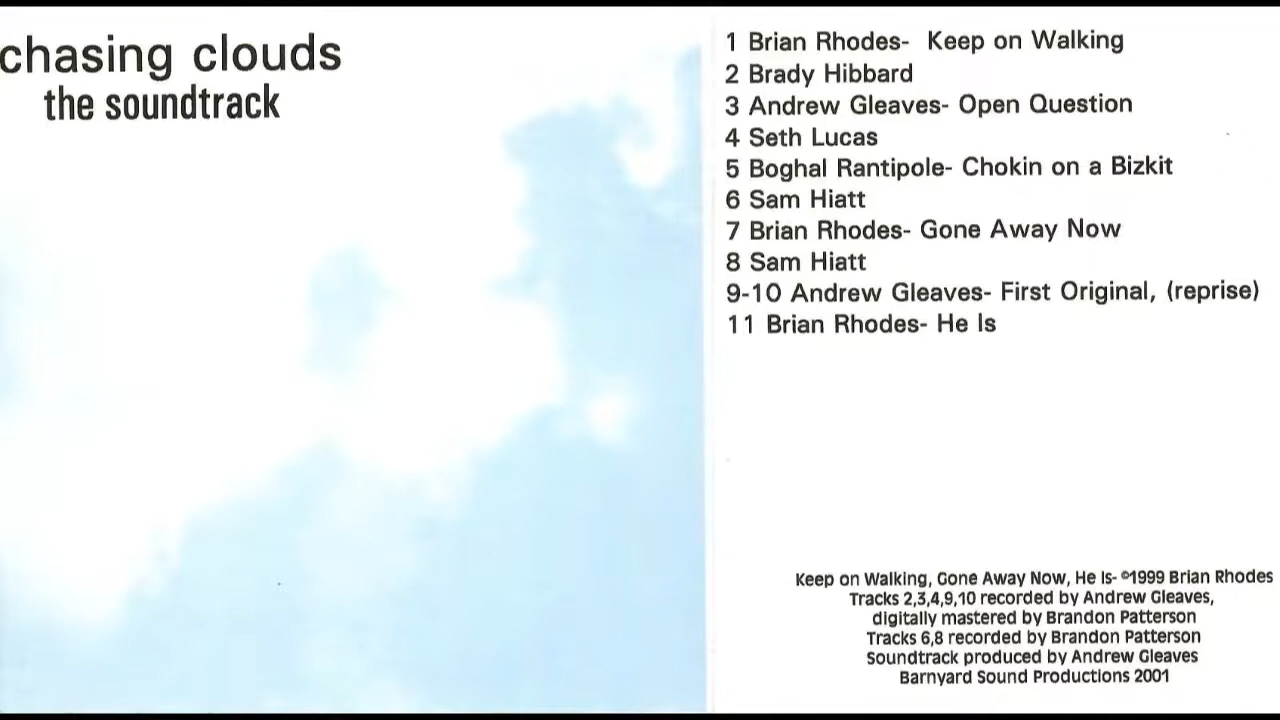 chasing clouds
the soundtrack
1 Brian Rhodes- Keep on Walking
2 Brady Hibbard
3 Andrew Gleaves- Open Question
4 Seth Lucas
5 Boghal Rantipole- Chokin on a Bizkit
6 Sam Hiatt
7 Brian Rhodes- Gone Away Now
8 Sam Hiatt
9-10 Andrew Gleaves- First Original, (reprise)
11 Brian Rhodes- He Is
Keep on Walking, Gone Away Now, He Is- ©1999 Brian Rhodes
Tracks 2,3,4,9,10 recorded by Andrew Gleaves,
digitally mastered by Brandon Patterson
Tracks 6,8 recorded by Brandon Patterson
Soundtrack produced by Andrew Gleaves
Barnyard Sound Productions 2001